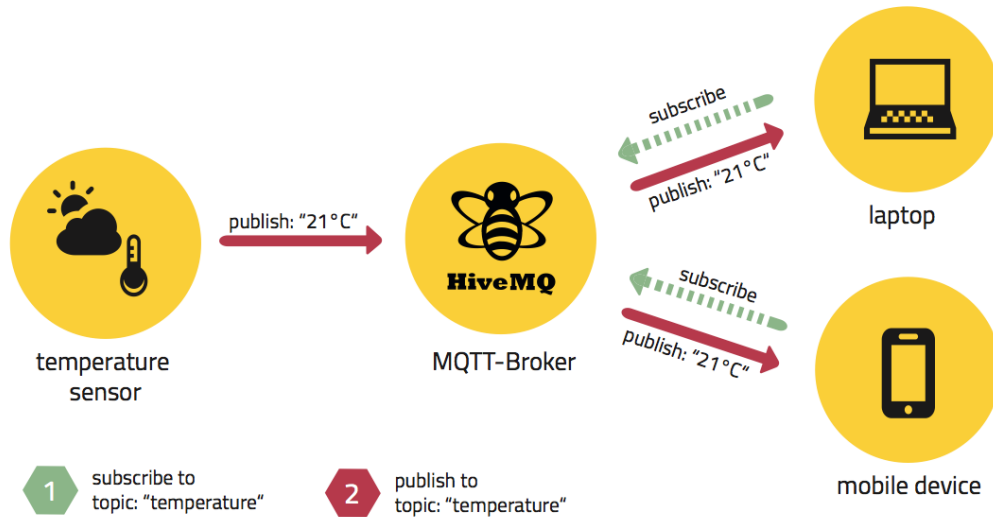 subscribe
publish: "21°C"
laptop
publish: "21°C"
HiveMQ
temperature
sensor
MQTT-Broker
subscribe
publish: "21°C"
mobile device
1
subscribe to
topic: "temperature"
2
publish to
topic: "temperature"